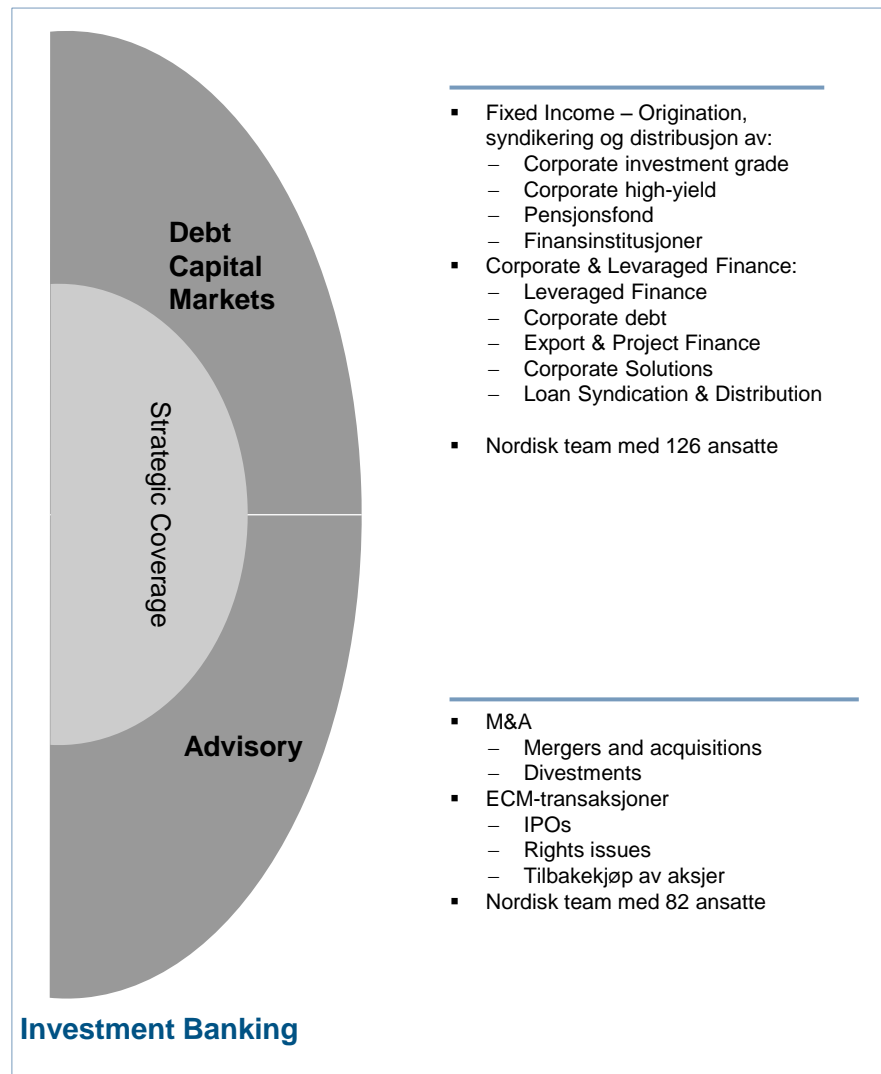 Debt
Capital
Markets
Strategic Coverage
Advisory
▪ Fixed Income – Origination,
syndikering og distribusjon av:
– Corporate investment grade
– Corporate high-yield
– Pensjonsfond
– Finansinstitusjoner
▪ Corporate & Levaraged Finance:
– Leveraged Finance
– Corporate debt
– Export & Project Finance
– Corporate Solutions
– Loan Syndication & Distribution
▪ Nordisk team med 126 ansatte
▪ M&A
– Mergers and acquisitions
– Divestments
▪ ECM-transaksjoner
– IPOs
– Rights issues
– Tilbakekjøp av aksjer
▪ Nordisk team med 82 ansatte
Investment Banking